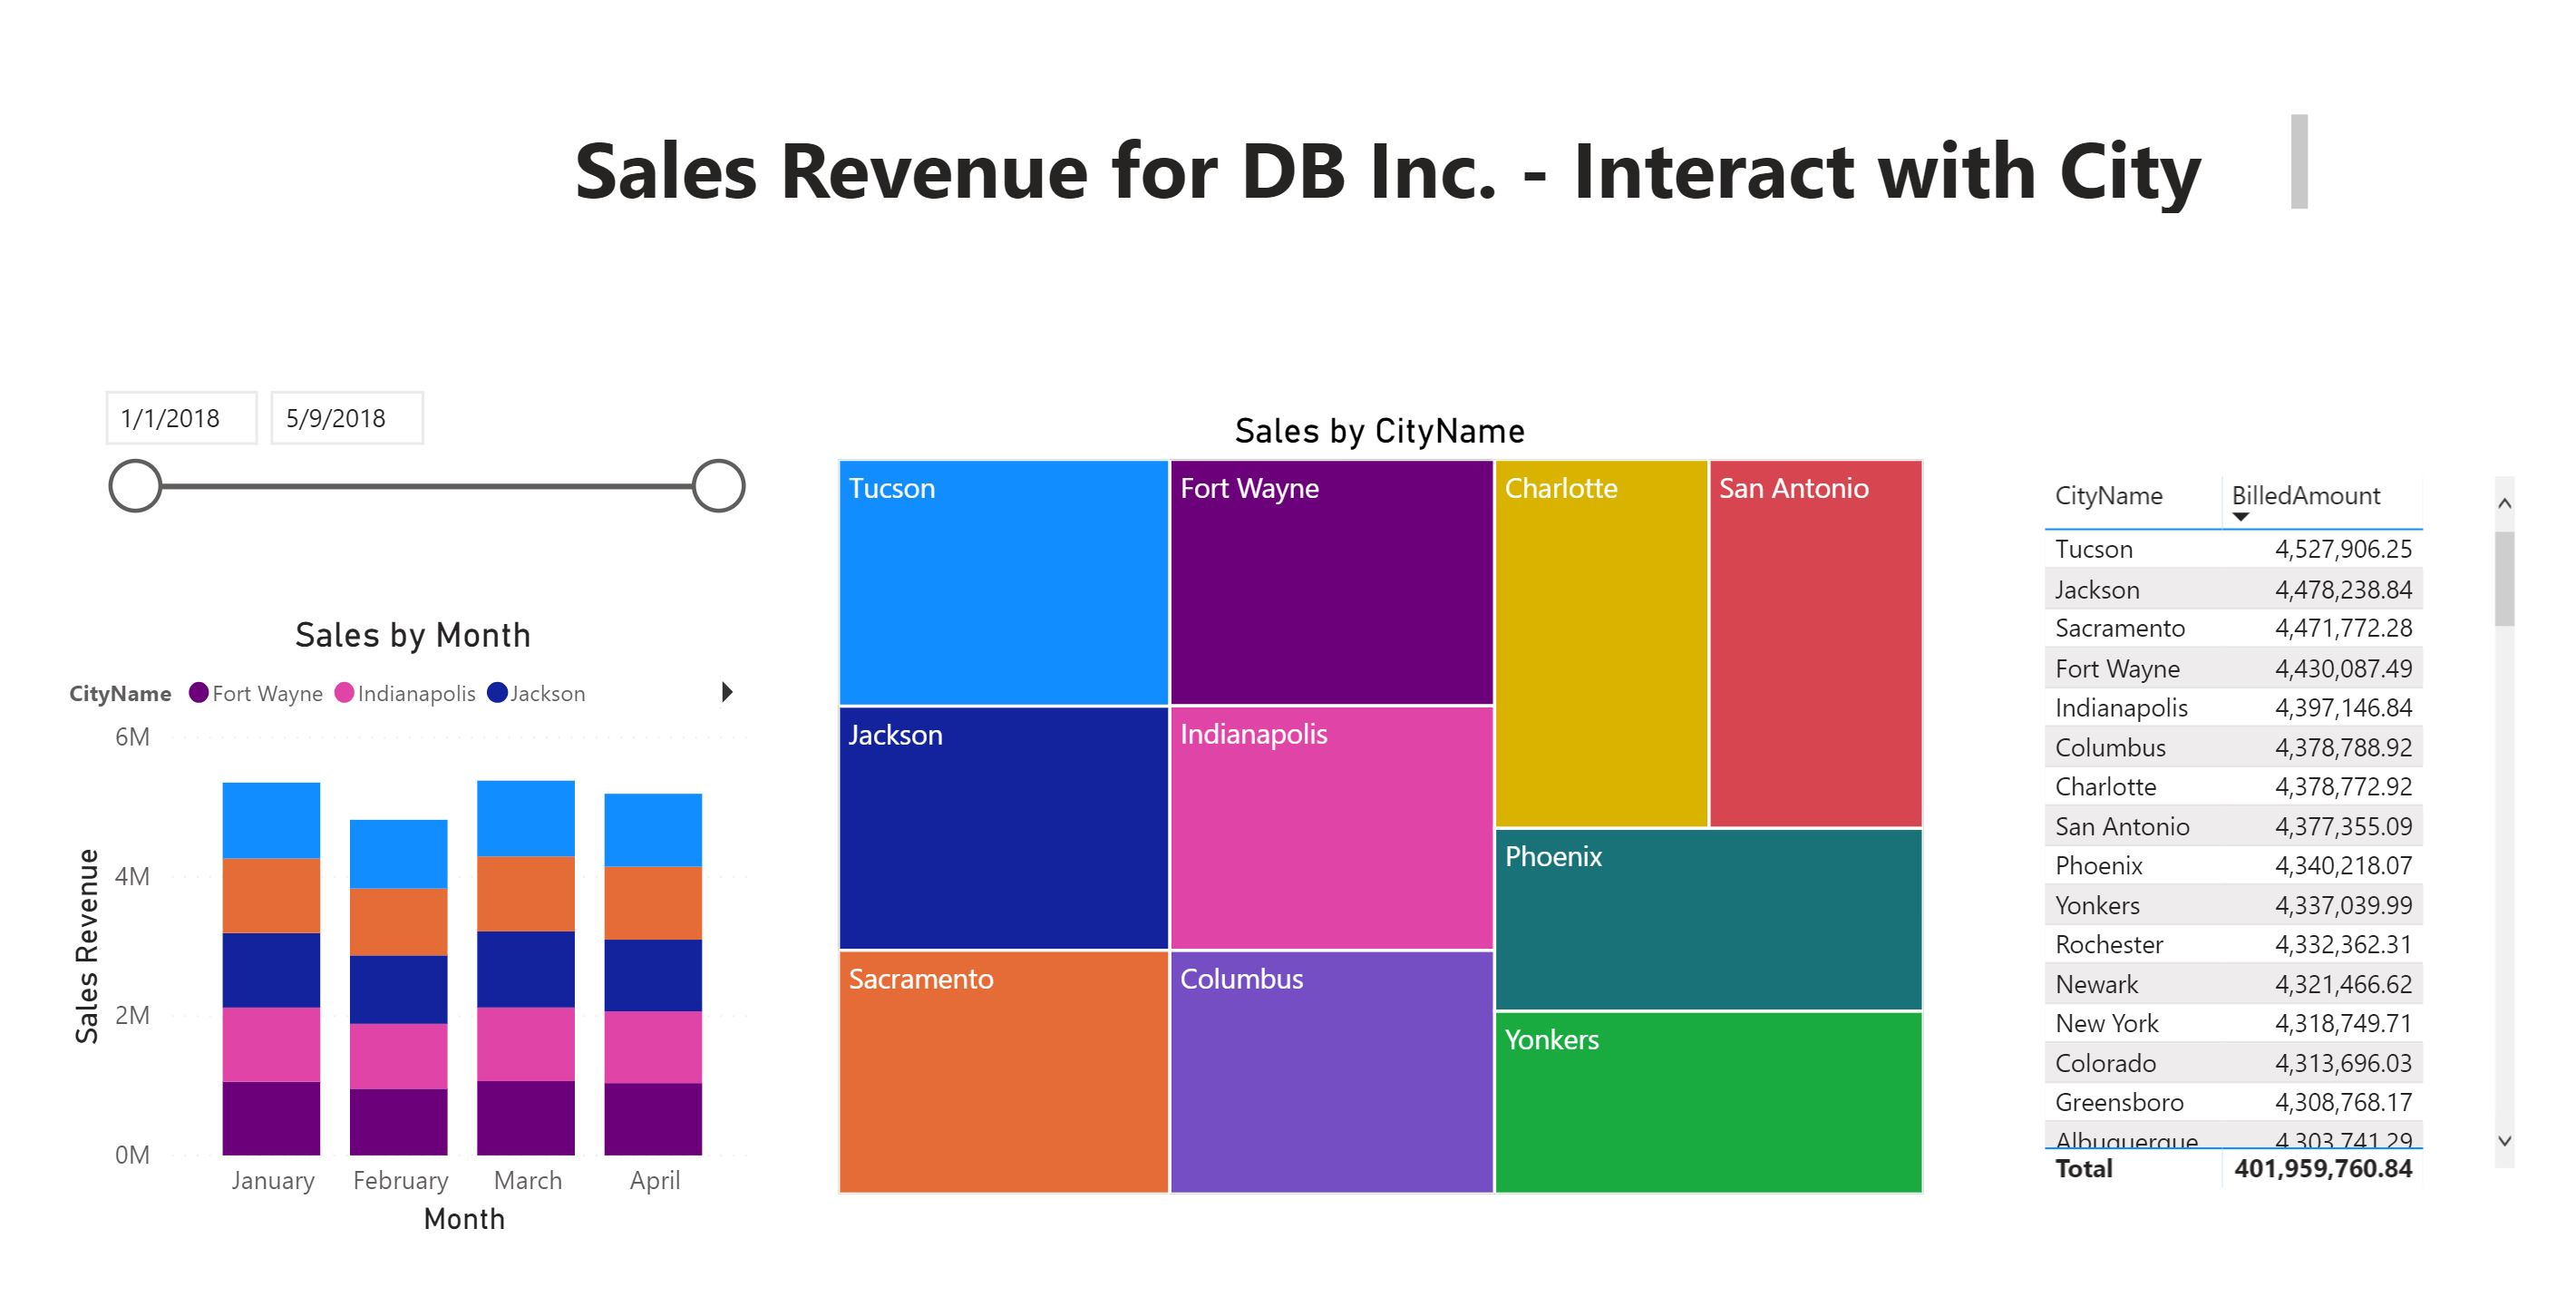 Sales Revenue for DB Inc. - Interact with City
1/1/2018 5/9/2018
Sales by Month
CityName Fort Wayne Indianapolis Jackson
6M
4M
2M
0M
Sales Revenue
January February March April
Month
Sales by CityName
Tucson
Fort Wayne
Charlotte
San Antonio
Jackson
Indianapolis
Phoenix
Sacramento
Columbus
Yonkers
CityName BilledAmount
Tucson 4,527,906.25
Jackson 4,478,238.84
Sacramento 4,471,772.28
Fort Wayne 4,430,087.49
Indianapolis 4,397,146.84
Columbus 4,378,788.92
Charlotte 4,378,772.92
San Antonio 4,377,355.09
Phoenix 4,340,218.07
Yonkers 4,337,039.99
Rochester 4,332,362.31
Newark 4,321,466.62
New York 4,318,749.71
Colorado 4,313,696.03
Greensboro 4,308,768.17
Albuquerque 4,303,741.29
Total 401,959,760.84